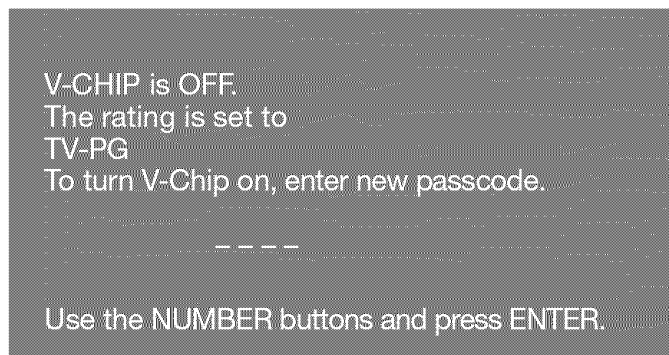 V-CHIP is OFF.
The rating is set to
TV-PG
To turn V-Chip on, enter new passcode.
_ _ _ _
Use the NUMBER buttons and press ENTER.